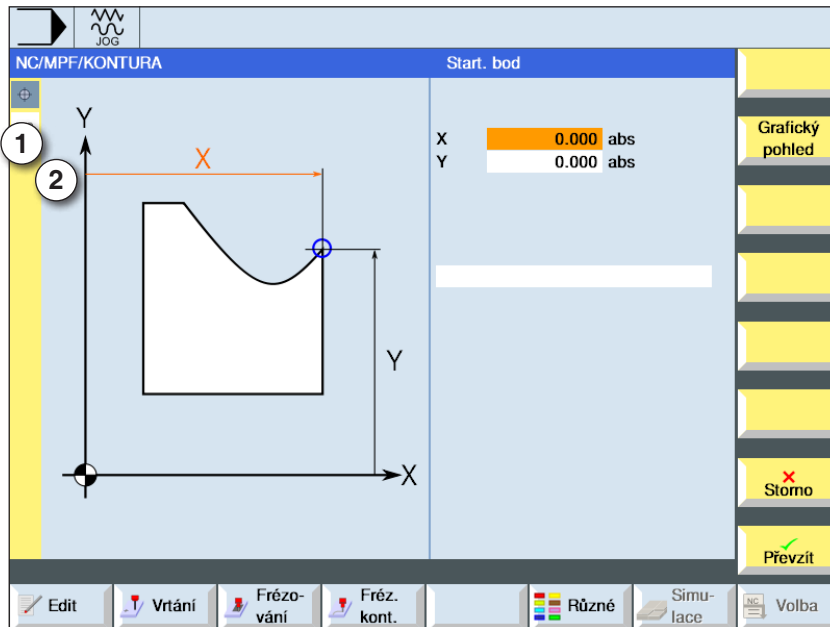 JOG
NC/MPF/KONTURA
Start. bod
1
2
Y
X
Y
X
X 0.000 abs
Y 0.000 abs
Grafický
pohled
Storno
Převzít
Edit
Vrtání
Frézo-
vání
Fréz.
kont.
Různé
Simu-
lace
NC
Volba